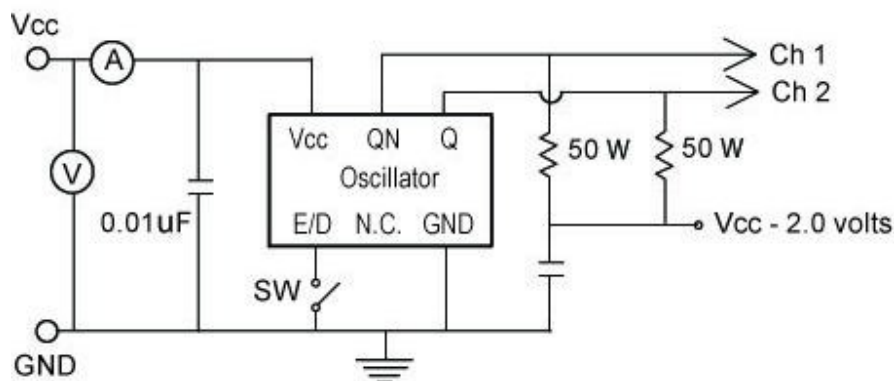 Vcc
A
Ch 1
Ch 2
Vcc QN Q
Oscillator
E/D N.C. GND
V
0.01uF
50 W
50 W
Vcc - 2.0 volts
SW
GND